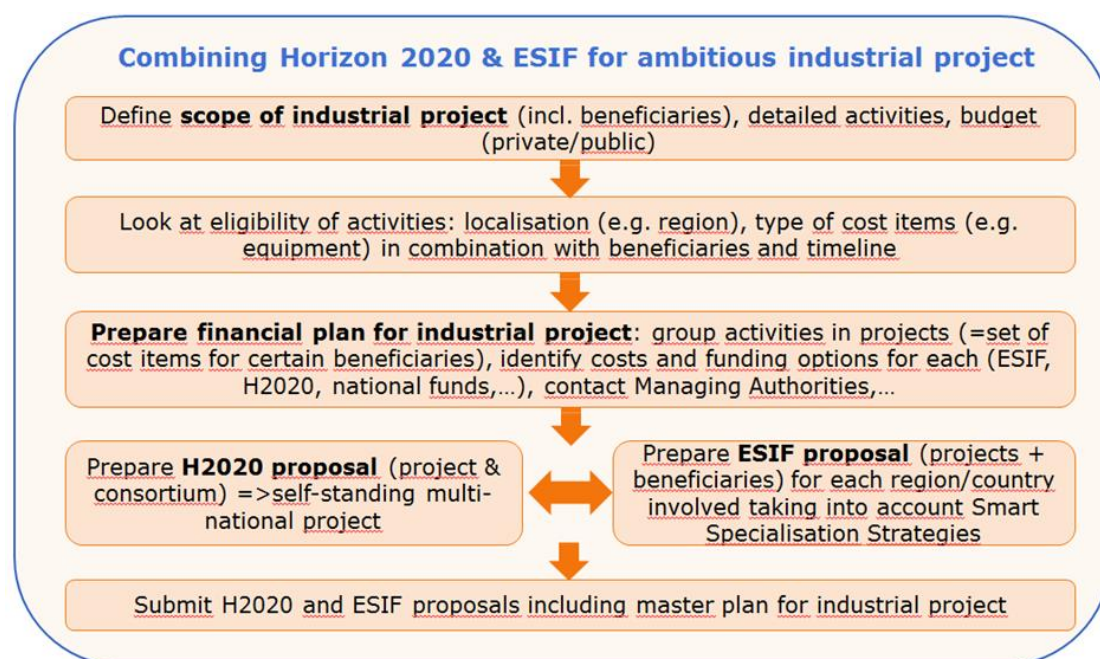 Combining Horizon 2020 & ESIF for ambitious industrial project
Define scope of industrial project (incl. beneficiaries), detailed activities, budget
(private/public)
Look at eligibility of activities: localisation (e.g. region), type of cost items (e.g.
equipment) in combination with beneficiaries and timeline
Prepare financial plan for industrial project: group activities in projects (=set of
cost items for certain beneficiaries), identify costs and funding options for each (ESIF,
H2020, national funds,...), contact Managing Authorities,...
Prepare H2020 proposal (project &
consortium) =>self-standing multi-
national project
Prepare ESIF proposal (projects +
beneficiaries) for each region/country
involved taking into account Smart
Specialisation Strategies
Submit H2020 and ESIF proposals including master plan for industrial project